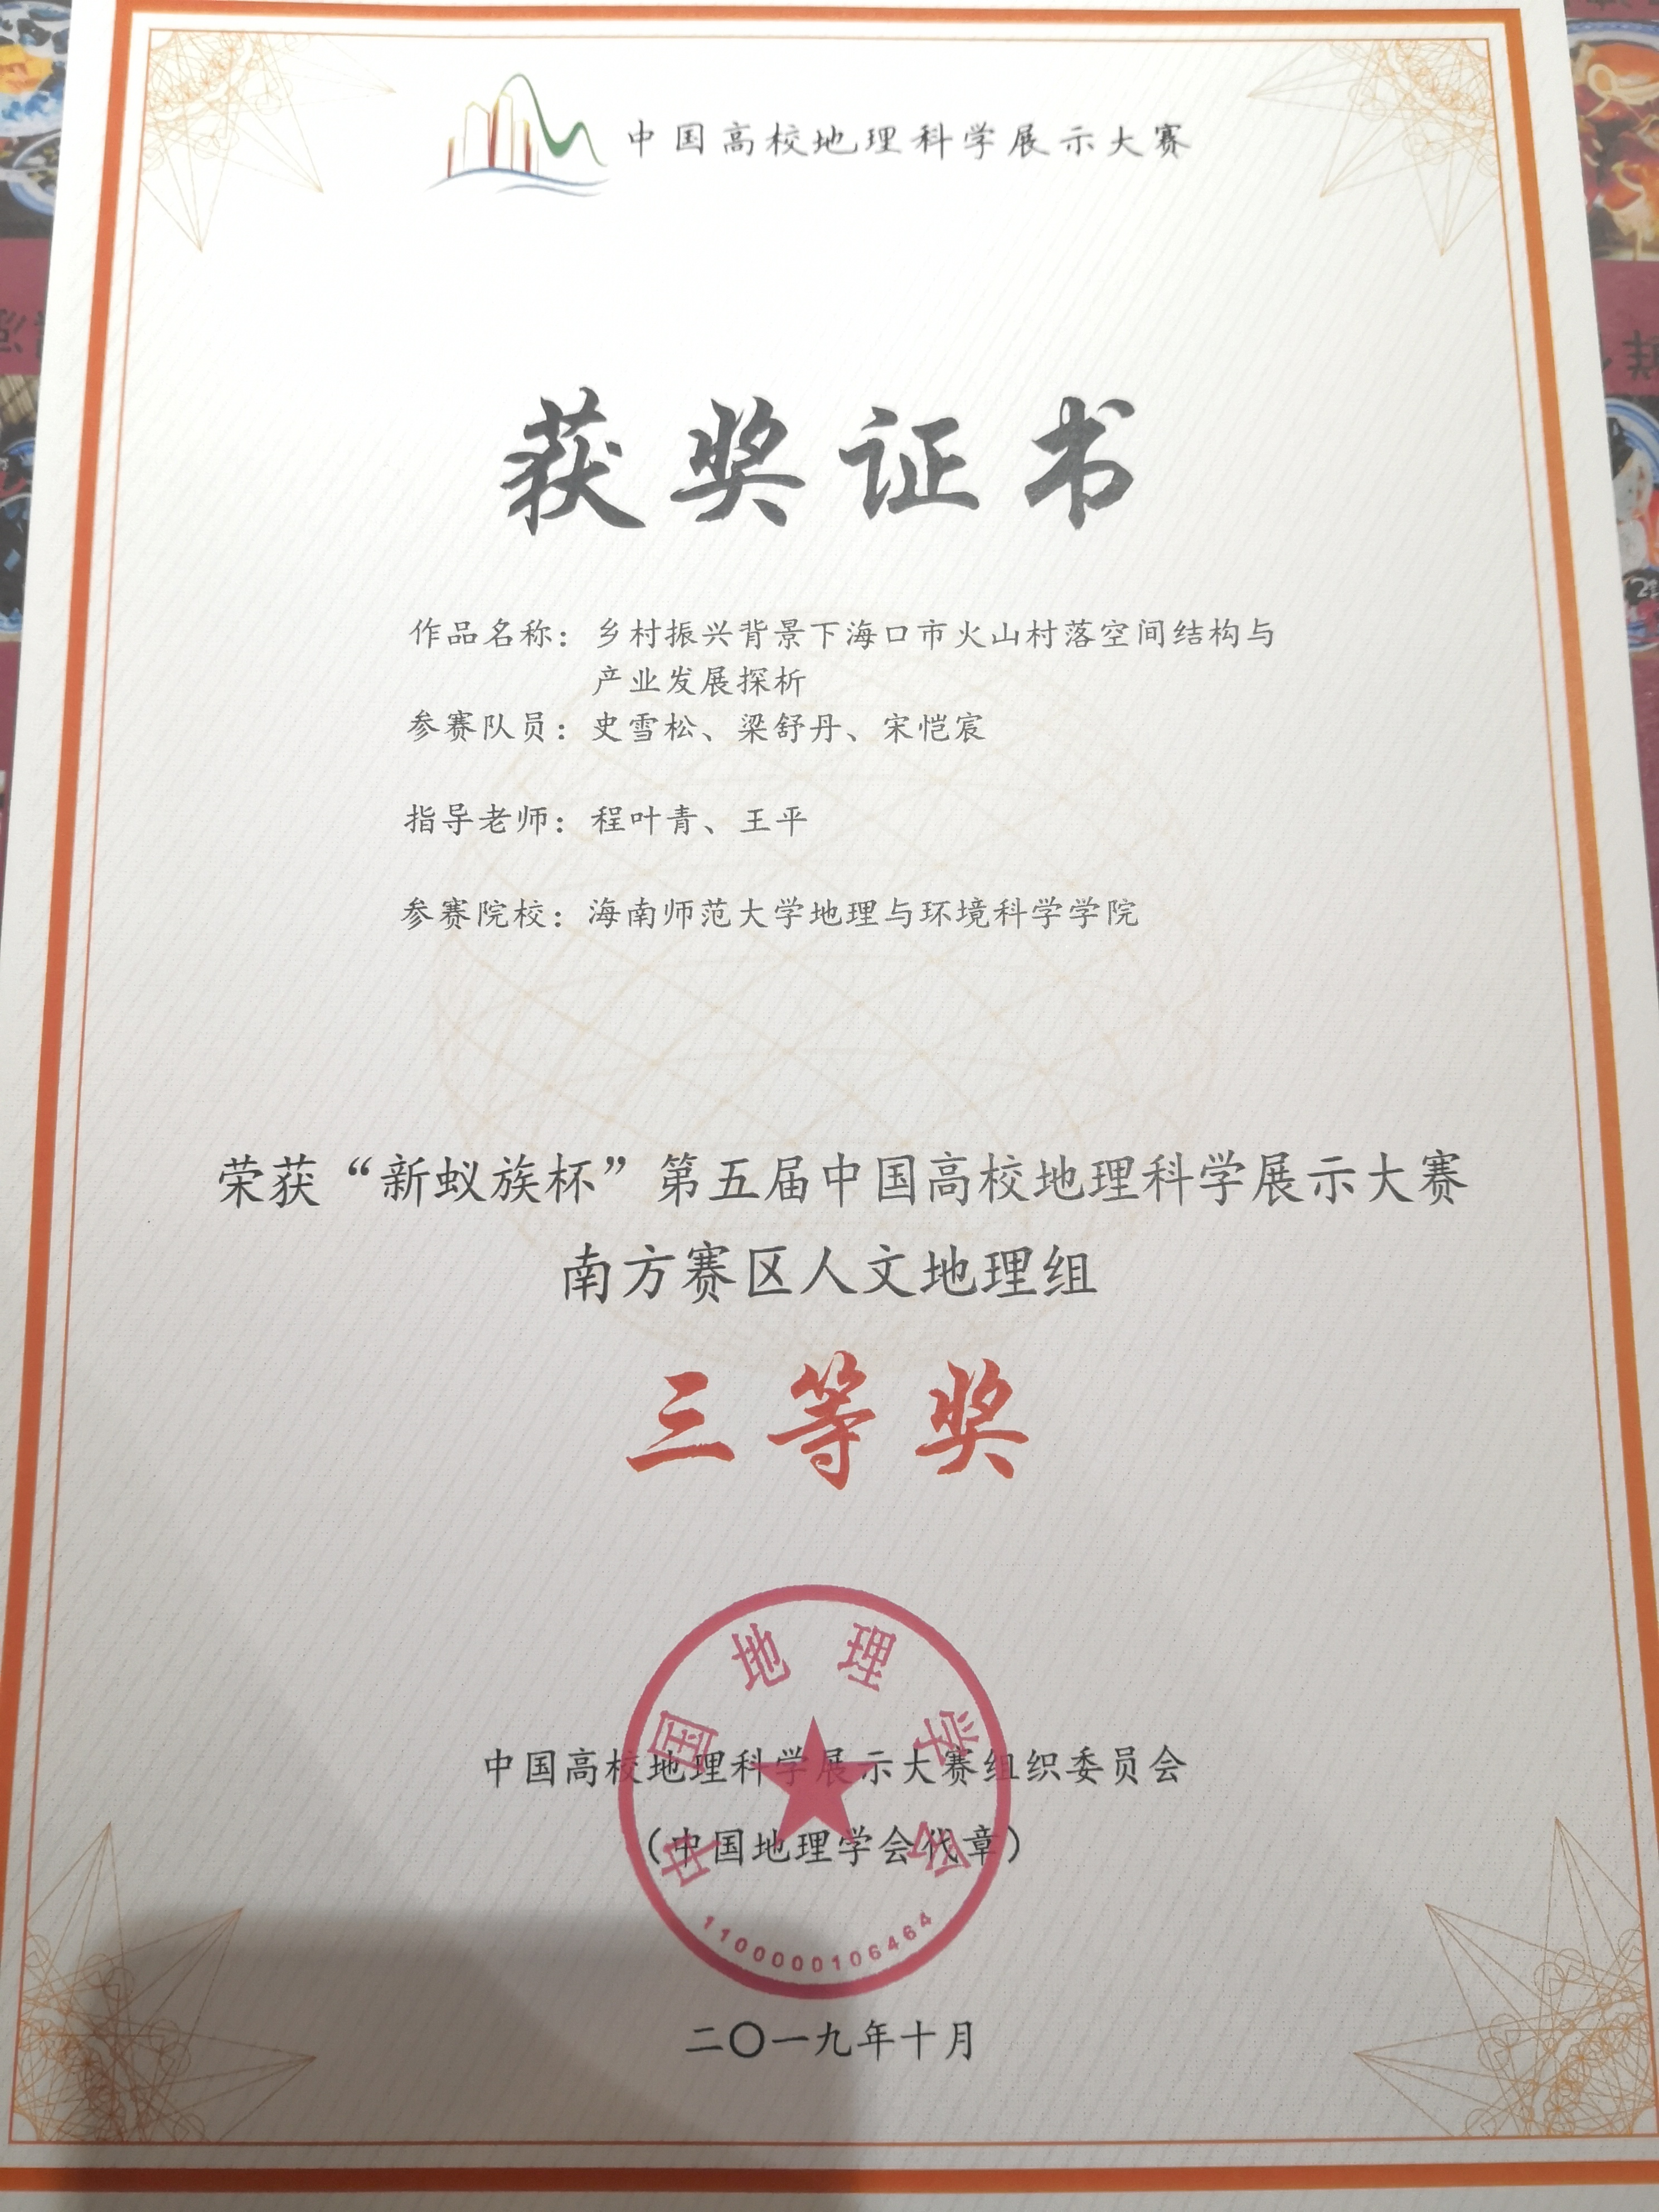 中国高校地理科学展示大赛
获奖证书
作品名称：乡村振兴背景下海口市火山村落空间结构与
产业发展探析
参赛队员：史雪松、梁舒丹、宋恺宸
指导老师：程叶青、王平
参赛院校：海南师范大学地理与环境科学学院
荣获“新蚁族杯”第五届中国高校地理科学展示大赛
南方赛区人文地理组
三等奖
中国地理学会
中国高校地理科学展示大赛组织委员会
（中国地理学会代章）
1100000106464
二〇一九年十月